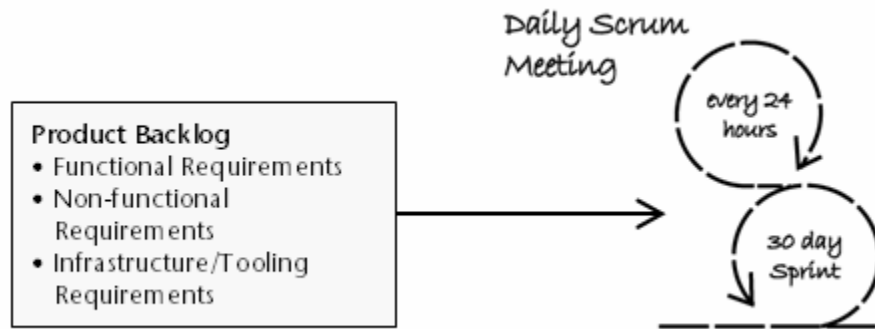 Daily Scrum
Meeting
every 24
hours
Product Backlog
• Functional Requirements
• Non-functional
Requirements
• Infrastructure/Tooling
Requirements
30 day
Sprint